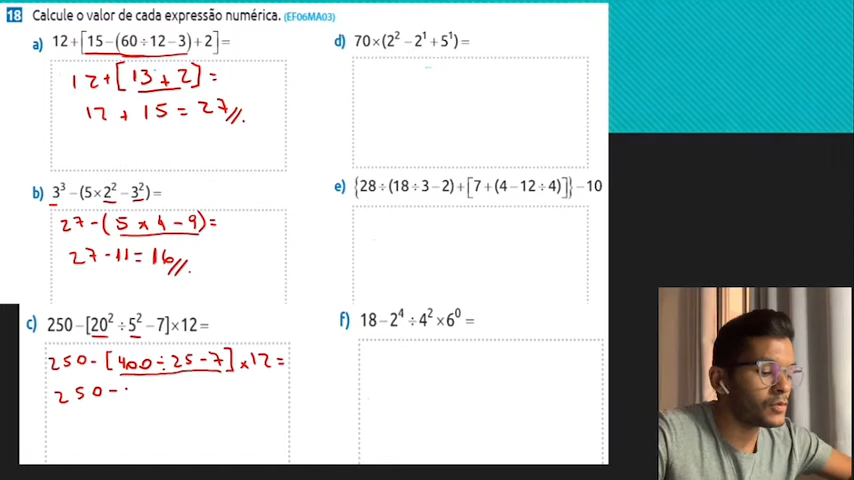 18 Calcule o valor de cada expressão numérica. (EF06MA03)
a) 12+[15−(60÷12−3)+2]=
12+[13+2]=
12+15=27//.
b) 3³−(5×2²−3²)=
27-(5×4-9)=
27-11=16//.
c) 250−[20²÷5²−7]×12=
250-[400÷25-7]×12=
250-
d) 70×(2²−2¹+5¹)=
e) {28÷(18÷3−2)+[7+(4−12÷4)]}−10
f) 18−2⁴÷4²×6⁰=